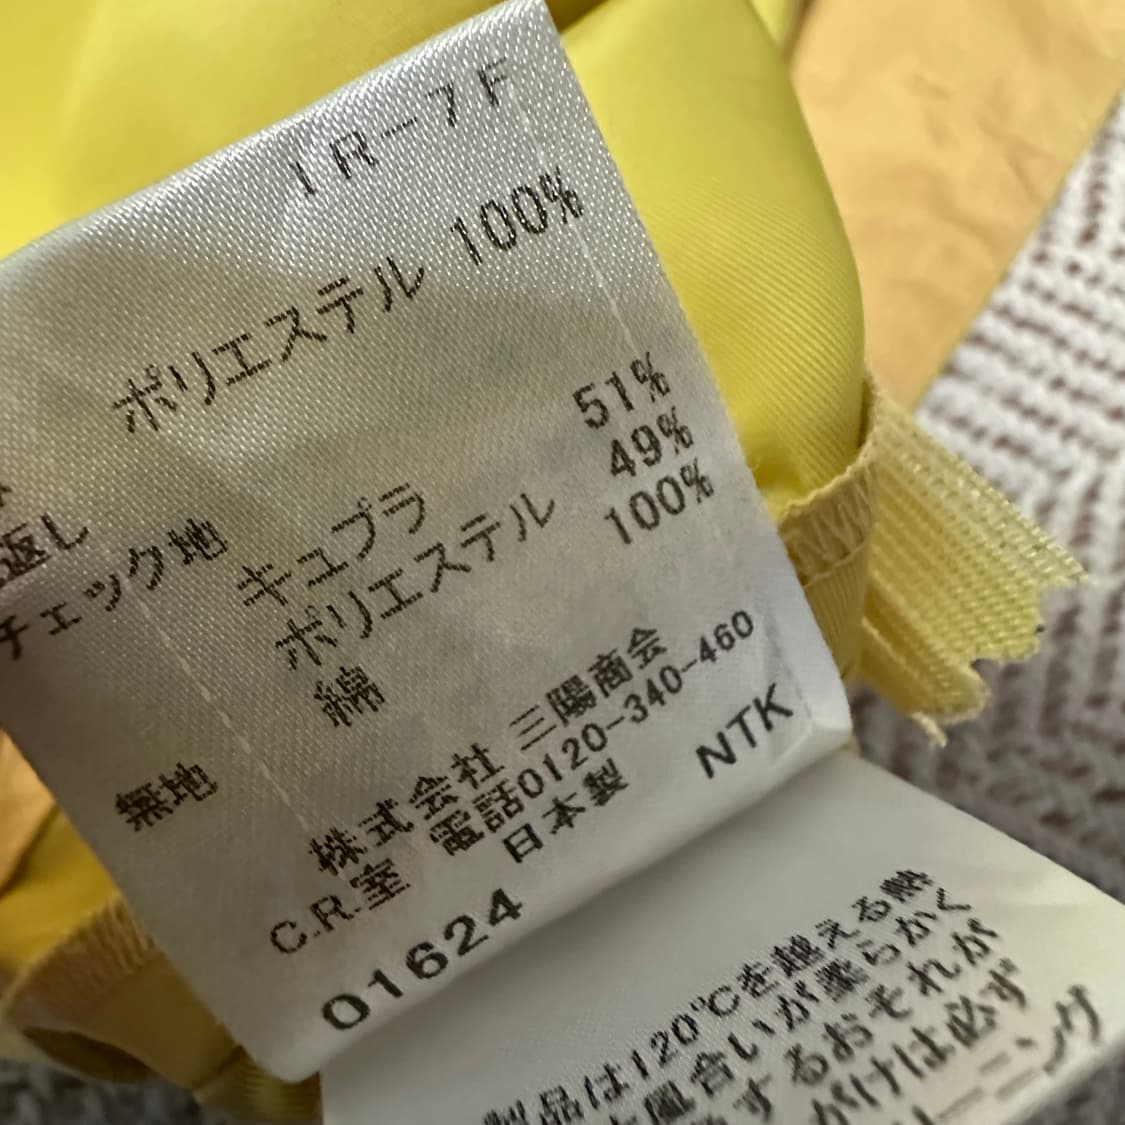 IR-7F
ポリエステル 100%
返し
チェック地 キュプラ 51%
ポリエステル 49%
無地 綿 100%
株式会社 三陽商会
C.R.室 電話0120-340-460
日本製 NTK
01624
製品は120℃を越える熱
風合いが柔らかく
するおそれが
がけは必ず
ニング